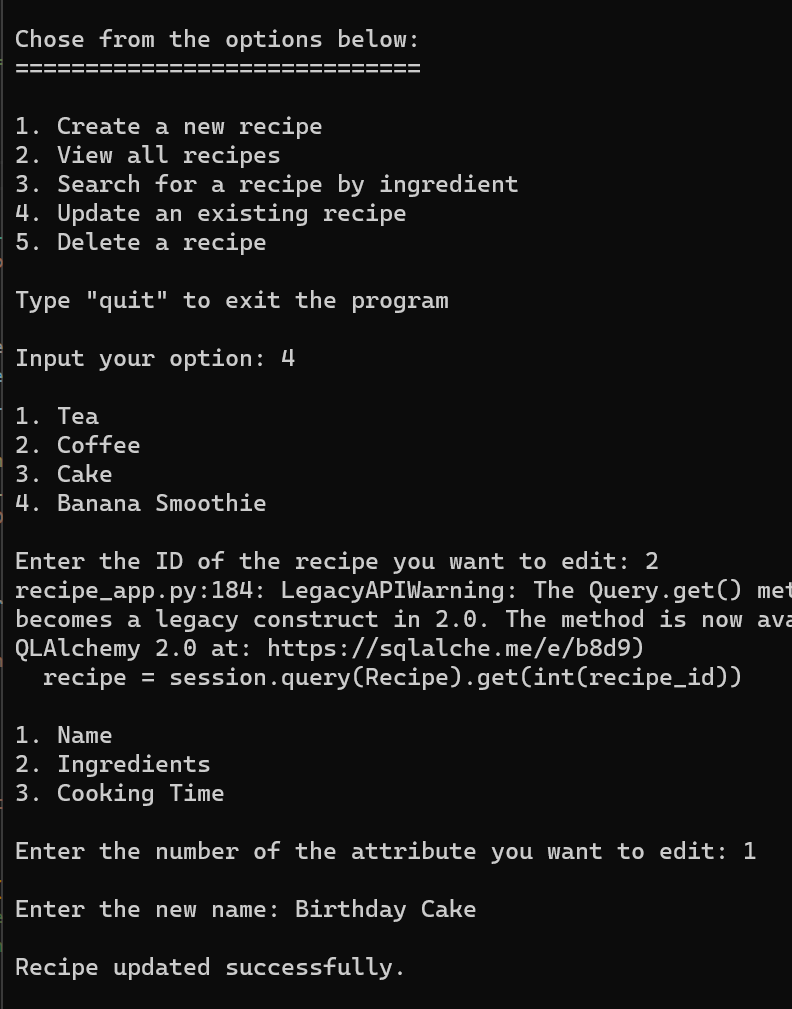 Chose from the options below:
=============================
1. Create a new recipe
2. View all recipes
3. Search for a recipe by ingredient
4. Update an existing recipe
5. Delete a recipe
Type "quit" to exit the program
Input your option: 4
1. Tea
2. Coffee
3. Cake
4. Banana Smoothie
Enter the ID of the recipe you want to edit: 2
recipe_app.py:184: LegacyAPIWarning: The Query.get() met
becomes a legacy construct in 2.0. The method is now ava
QLAlchemy 2.0 at: https://sqlalche.me/e/b8d9)
recipe = session.query(Recipe).get(int(recipe_id))
1. Name
2. Ingredients
3. Cooking Time
Enter the number of the attribute you want to edit: 1
Enter the new name: Birthday Cake
Recipe updated successfully.